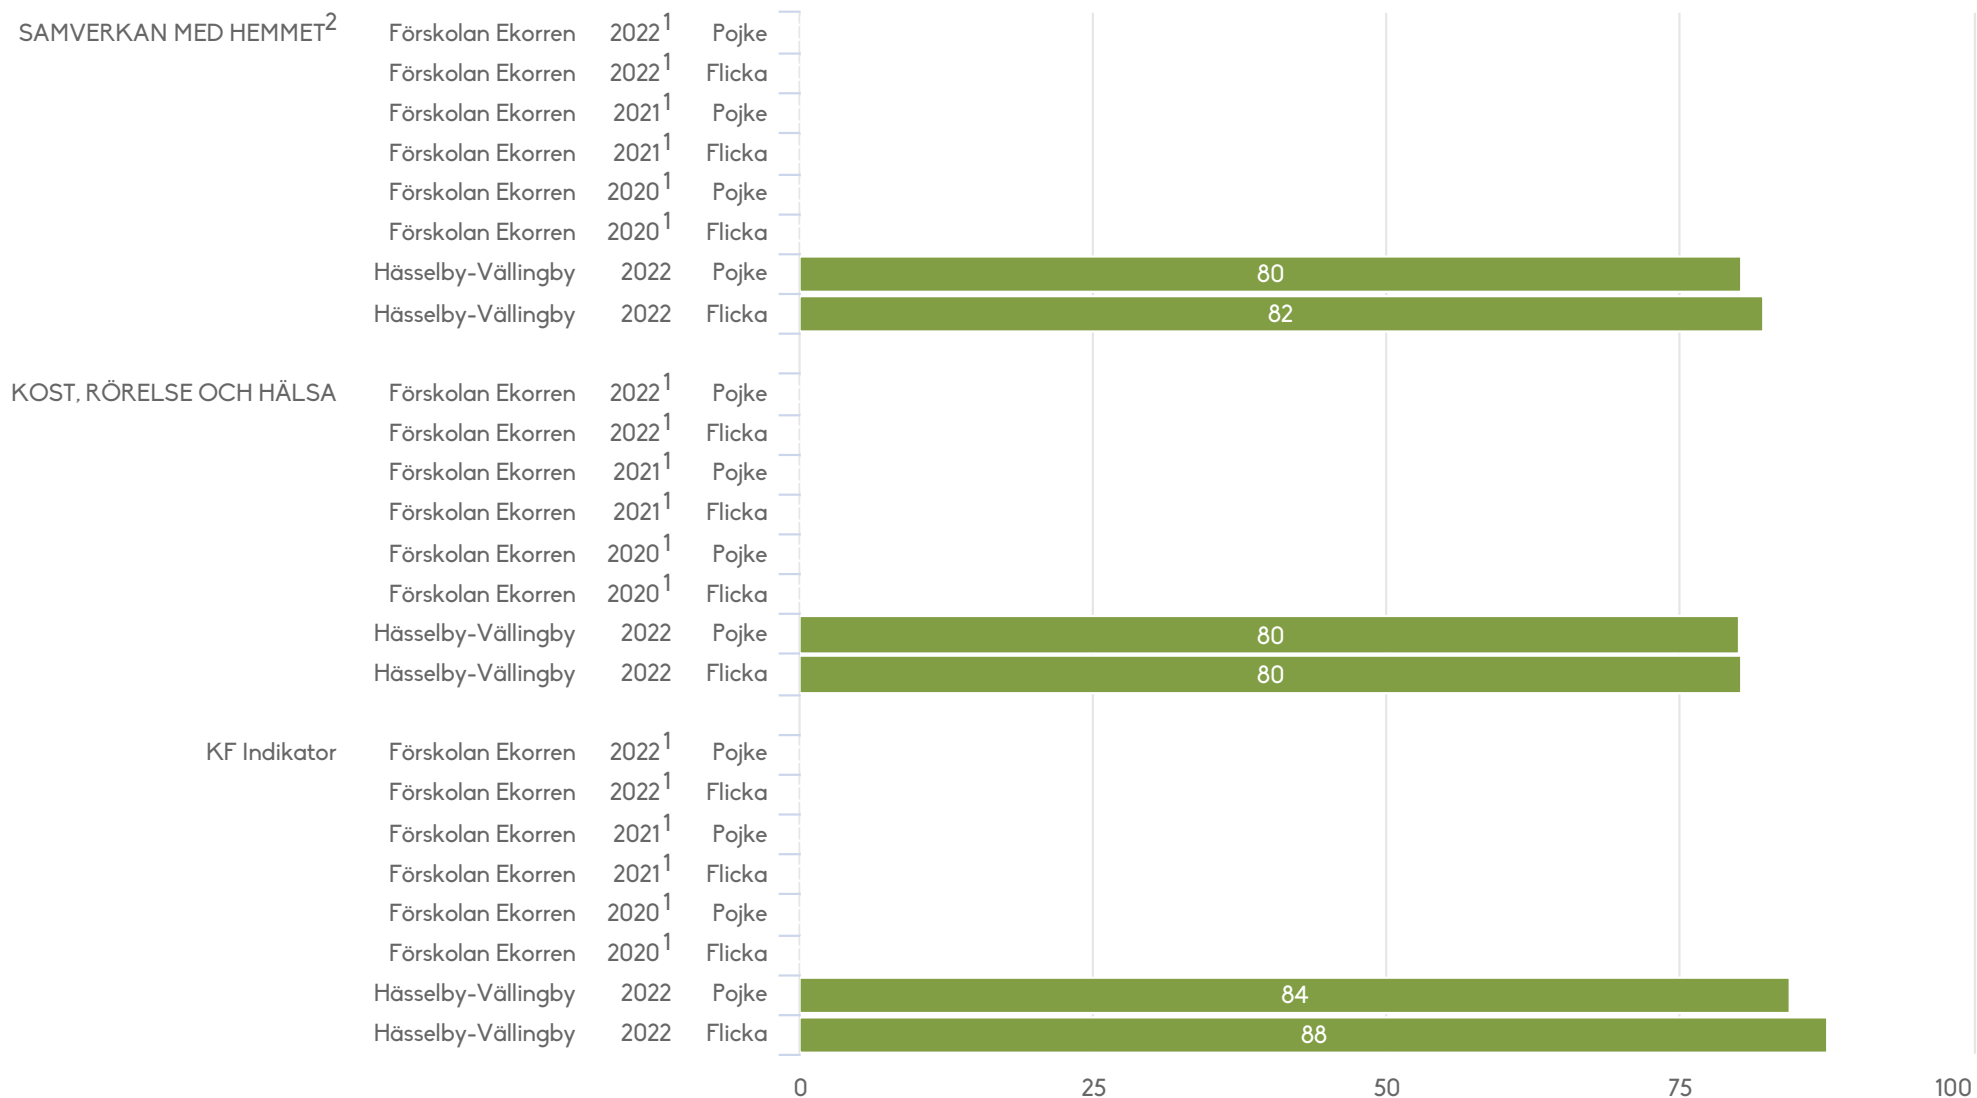 SAMVERKAN MED HEMMET2 Förskolan Ekorren 20221 Pojke
Förskolan Ekorren 20221 Flicka
Förskolan Ekorren 20211 Pojke
Förskolan Ekorren 20211 Flicka
Förskolan Ekorren 20201 Pojke
Förskolan Ekorren 20201 Flicka
Hässelby-Vällingby 2022 Pojke 80
Hässelby-Vällingby 2022 Flicka 82
KOST, RÖRELSE OCH HÄLSA Förskolan Ekorren 20221 Pojke
Förskolan Ekorren 20221 Flicka
Förskolan Ekorren 20211 Pojke
Förskolan Ekorren 20211 Flicka
Förskolan Ekorren 20201 Pojke
Förskolan Ekorren 20201 Flicka
Hässelby-Vällingby 2022 Pojke 80
Hässelby-Vällingby 2022 Flicka 80
KF Indikator Förskolan Ekorren 20221 Pojke
Förskolan Ekorren 20221 Flicka
Förskolan Ekorren 20211 Pojke
Förskolan Ekorren 20211 Flicka
Förskolan Ekorren 20201 Pojke
Förskolan Ekorren 20201 Flicka
Hässelby-Vällingby 2022 Pojke 84
Hässelby-Vällingby 2022 Flicka 88
0 25 50 75 100